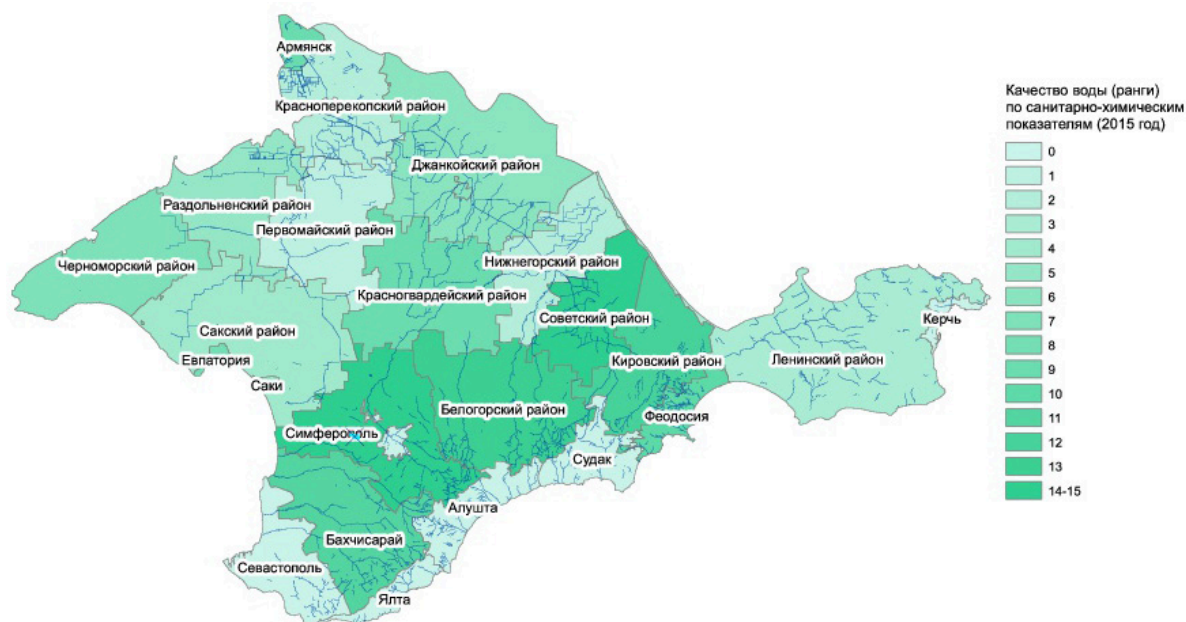 Армянск
Красноперекопский район
Джанкойский район
Раздольненский район
Первомайский район
Черноморский район
Нижнегорский район
Красногвардейский район
Советский район
Сакский район
Керчь
Евпатория
Ленинский район
Кировский район
Саки
Белогорский район
Феодосия
Симферополь
Судак
Алушта
Бахчисарай
Севастополь
Ялта
Качество воды (ранги)
по санитарно-химическим
показателям (2015 год)
0
1
2
3
4
5
6
7
8
9
10
11
12
13
14-15